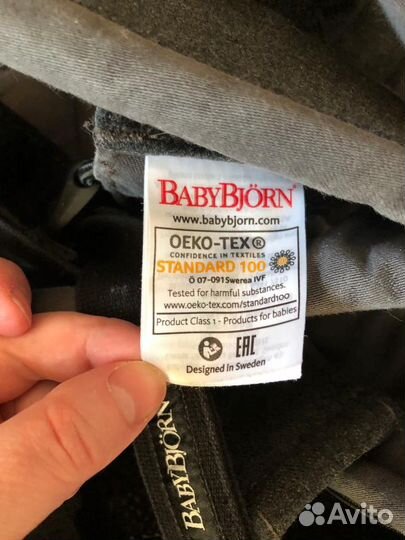 BABYBJÖRN®
www.babybjorn.com
OEKO-TEX®
CONFIDENCE IN TEXTILES
STANDARD 100
Ö 07-091 Swerea IVF
Tested for harmful substances.
www.oeko-tex.com/standard100
Product Class 1 - Products for babies
EAC
Designed in Sweden
BABYBJÖRN
Avito